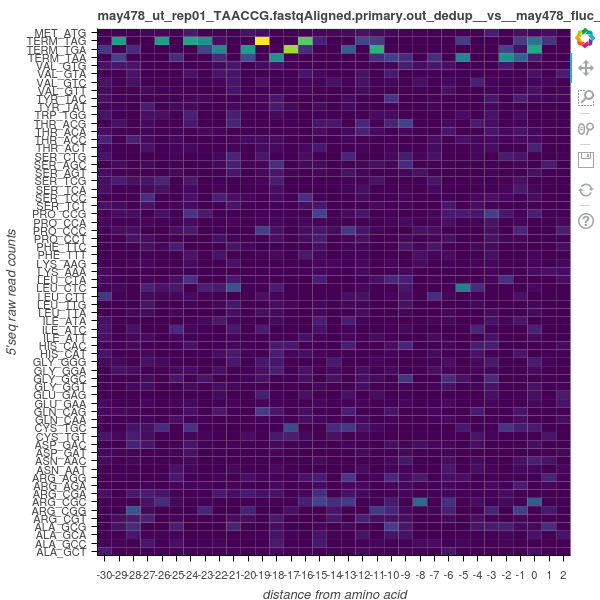 may478_ut_rep01_TAACCG.fastqAligned.primary.out_dedup__vs__may478_fluc_
MET_ATG
TERM_TAG
TERM_TGA
TERM_TAA
VAL_GTG
VAL_GTA
VAL_GTC
VAL_GTT
TYR_TAC
TYR_TAT
TRP_TGG
THR_ACG
THR_ACA
THR_ACC
THR_ACT
SER_CTG
SER_AGC
SER_AGT
SER_TCG
SER_TCA
SER_TCC
SER_TCT
PRO_CCG
PRO_CCA
PRO_CCC
PRO_CCT
PHE_TTC
PHE_TTT
LYS_AAG
LYS_AAA
LEU_CTA
LEU_CTC
LEU_CTT
LEU_TTG
LEU_TTA
ILE_ATA
ILE_ATC
ILE_ATT
HIS_CAC
HIS_CAT
GLY_GGG
GLY_GGA
GLY_GGC
GLY_GGT
GLU_GAG
GLU_GAA
GLN_CAG
GLN_CAA
CYS_TGC
CYS_TGT
ASP_GAC
ASP_GAT
ASN_AAC
ASN_AAT
ARG_AGG
ARG_AGA
ARG_CGA
ARG_CGC
ARG_CGG
ARG_CGT
ALA_GCG
ALA_GCA
ALA_GCC
ALA_GCT
5'seq raw read counts
-30 -29 -28 -27 -26 -25 -24 -23 -22 -21 -20 -19 -18 -17 -16 -15 -14 -13 -12 -11 -10 -9 -8 -7 -6 -5 -4 -3 -2 -1 0 1 2
distance from amino acid